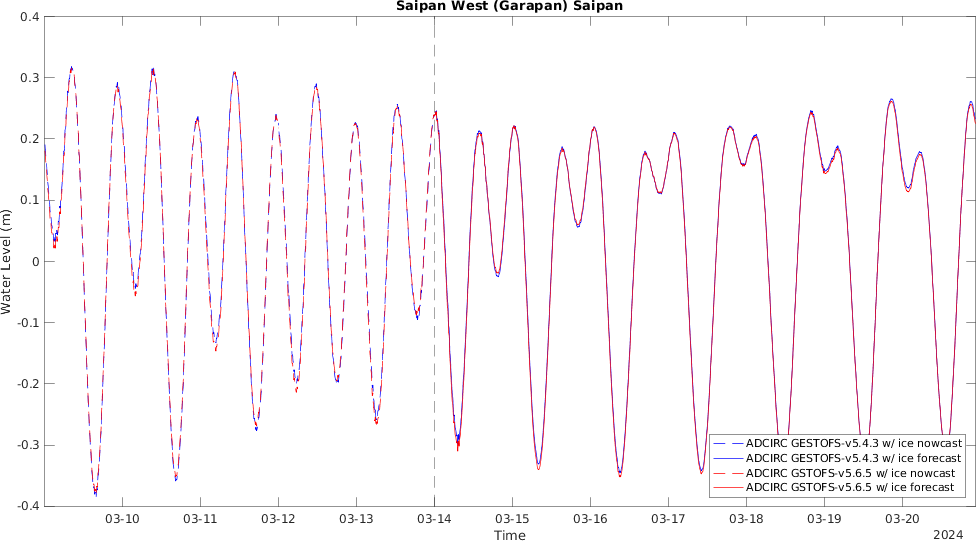 Saipan West (Garapan) Saipan
0.4
0.3
0.2
0.1
0
-0.1
-0.2
-0.3
-0.4
Water Level (m)
03-10 03-11 03-12 03-13 03-14 03-15 03-16 03-17 03-18 03-19 03-20
Time
2024
ADCIRC GESTOFS-v5.4.3 w/ ice nowcast
ADCIRC GESTOFS-v5.4.3 w/ ice forecast
ADCIRC GSTOFS-v5.6.5 w/ ice nowcast
ADCIRC GSTOFS-v5.6.5 w/ ice forecast